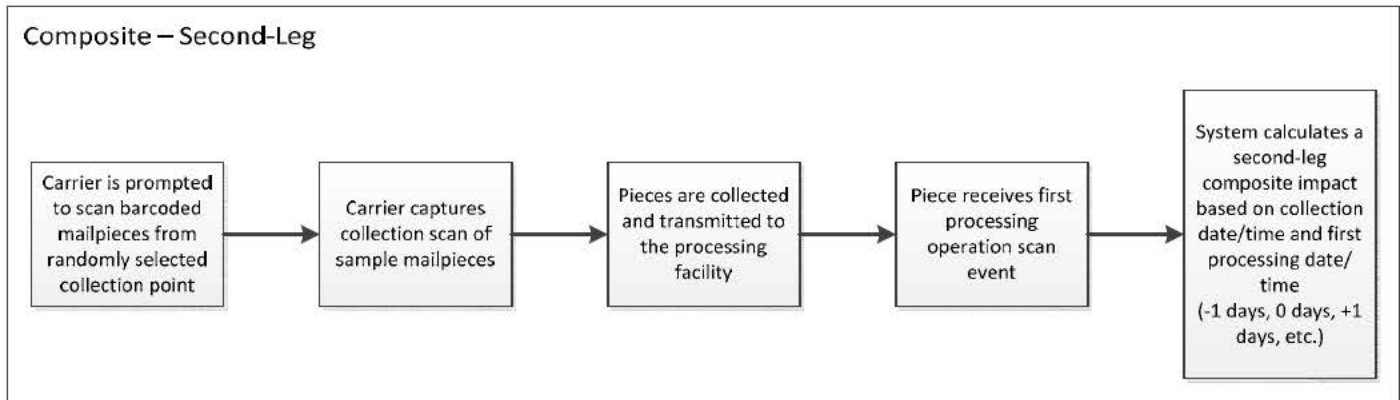 Composite – Second-Leg
Carrier is prompted
to scan barcoded
mailpieces from
randomly selected
collection point
Carrier captures
collection scan of
sample mailpieces
Pieces are collected
and transmitted to
the processing
facility
Piece receives first
processing
operation scan
event
System calculates a
second-leg
composite impact
based on collection
date/time and first
processing date/
time
(-1 days, 0 days, +1
days, etc.)